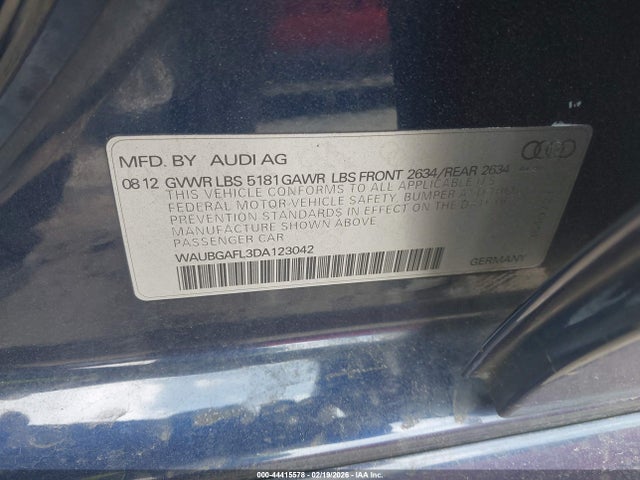 MFD. BY AUDI AG
08 12 GVWR LBS 5181 GAWR LBS FRONT 2634/REAR 2634
THIS VEHICLE CONFORMS TO ALL APPLICABLE U.S.
FEDERAL MOTOR-VEHICLE SAFETY, BUMPER AND THEFT
PREVENTION STANDARDS IN EFFECT ON THE DATE OF
MANUFACTURE SHOWN ABOVE
PASSENGER CAR
WAUBGAFL3DA123042
GERMANY
000-44415578 - 02/19/2026 - IAA Inc.